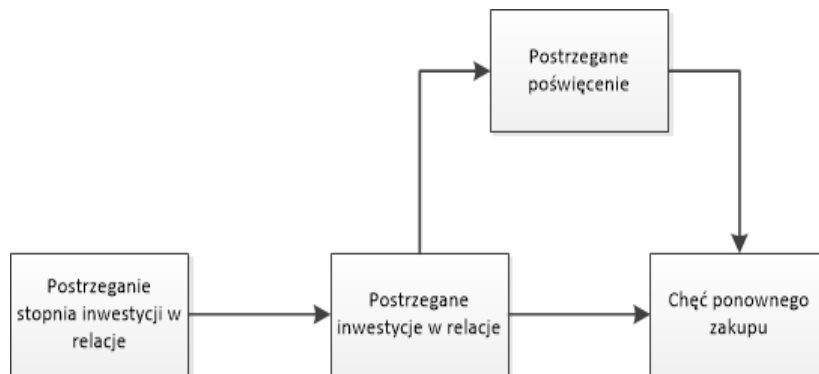 Postrzegane
poświęcenie
Postrzeganie
stopnia inwestycji w
relacje
Postrzegane
inwestycje w relacje
Chęć ponownego
zakupu